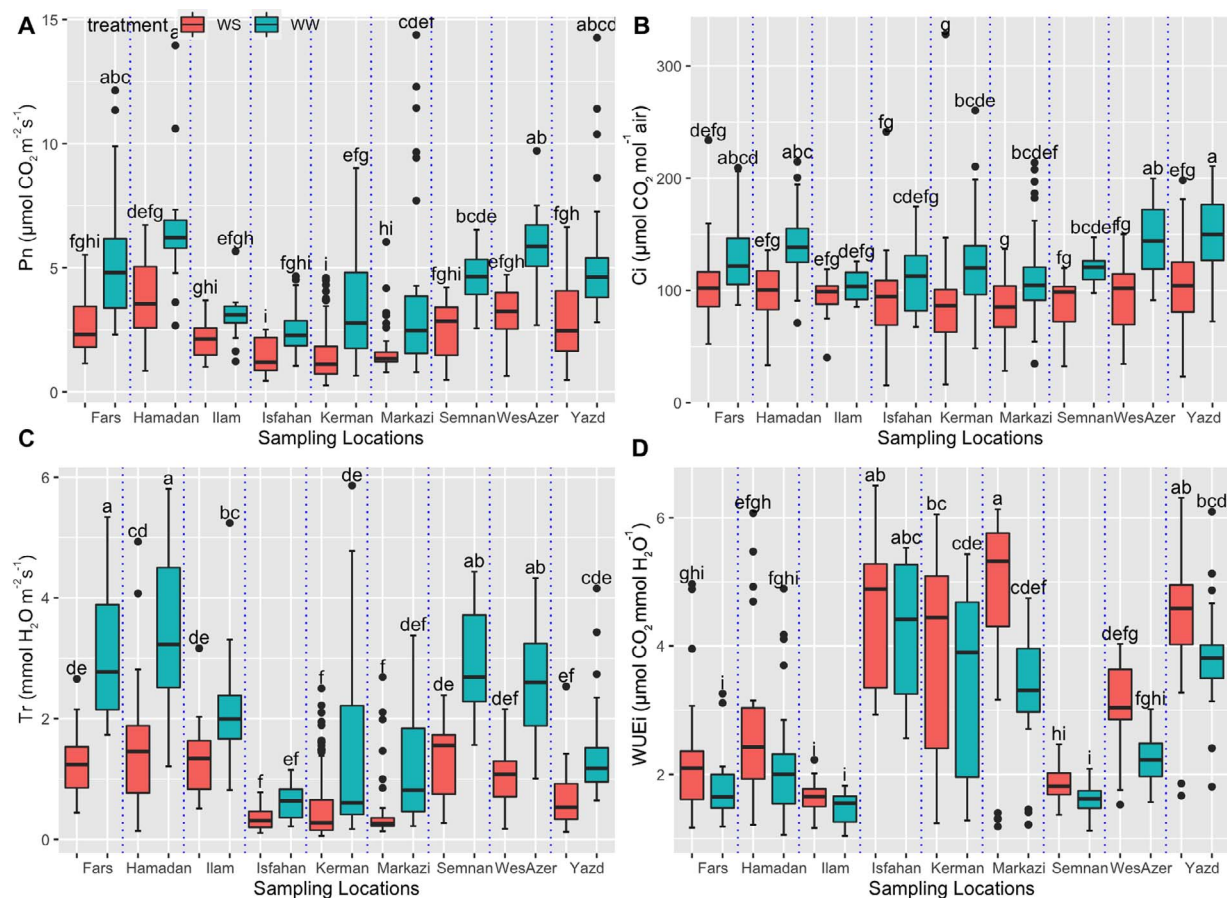 A
treatment WS WW
Pn (µmol CO₂ m⁻² s⁻¹)
15
10
5
0
fghi abc defg a ghi efgh i fghi i efg hi cdef fghi bcde efgh ab fgh abcd
Fars Hamadan Ilam Isfahan Kerman Markazi Semnan WesAzer Yazd
Sampling Locations
B
Ci (µmol CO₂ mol⁻¹ air)
300
200
100
0
defg abcd efg abc efg defg fg cdefg g bcde g bcdef fg bcdef fg ab efg a
Fars Hamadan Ilam Isfahan Kerman Markazi Semnan WesAzer Yazd
Sampling Locations
C
Tr (mmol H₂O m⁻² s⁻¹)
6
4
2
0
de a cd a de bc f ef f de f def de ab def ab ef cde
Fars Hamadan Ilam Isfahan Kerman Markazi Semnan WesAzer Yazd
Sampling Locations
D
WUEi (µmol CO₂ mmol H₂O⁻¹)
6
4
2
ghi i efgh fghi i i ab abc bc cde a cdef hi i defg fghi ab bcd
Fars Hamadan Ilam Isfahan Kerman Markazi Semnan WesAzer Yazd
Sampling Locations